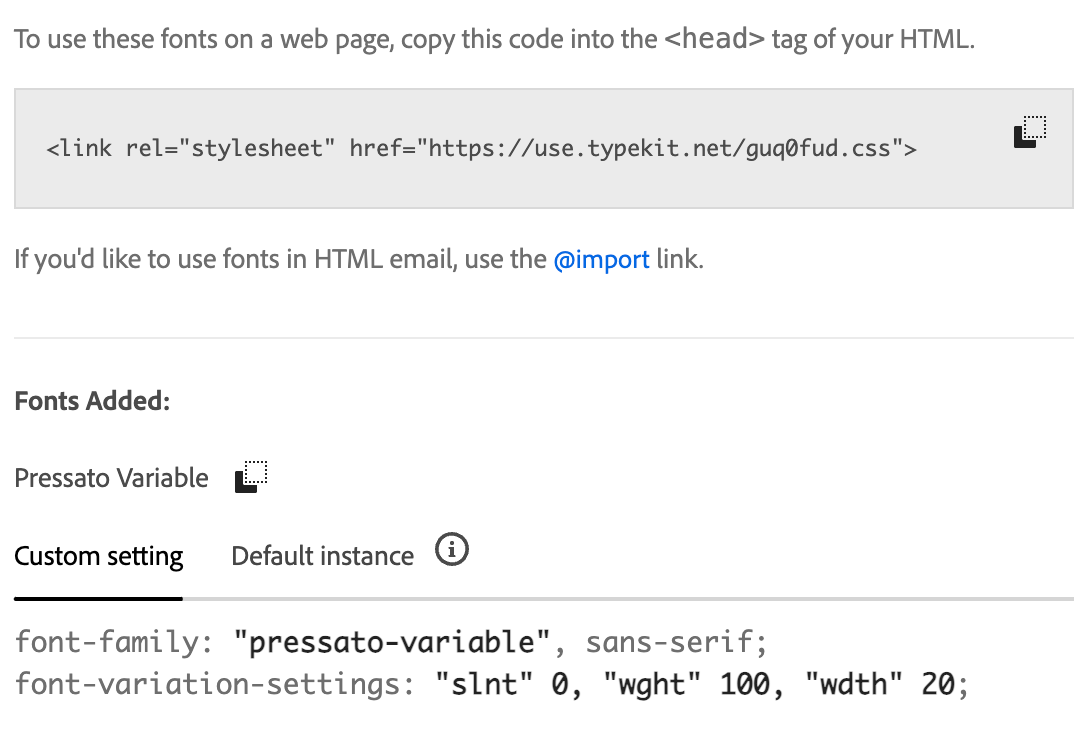 To use these fonts on a web page, copy this code into the <head> tag of your HTML.
<link rel="stylesheet" href="https://use.typekit.net/guq0fud.css">
If you'd like to use fonts in HTML email, use the @import link.
Fonts Added:
Pressato Variable
Custom setting Default instance
font-family: "pressato-variable", sans-serif;
font-variation-settings: "slnt" 0, "wght" 100, "wdth" 20;